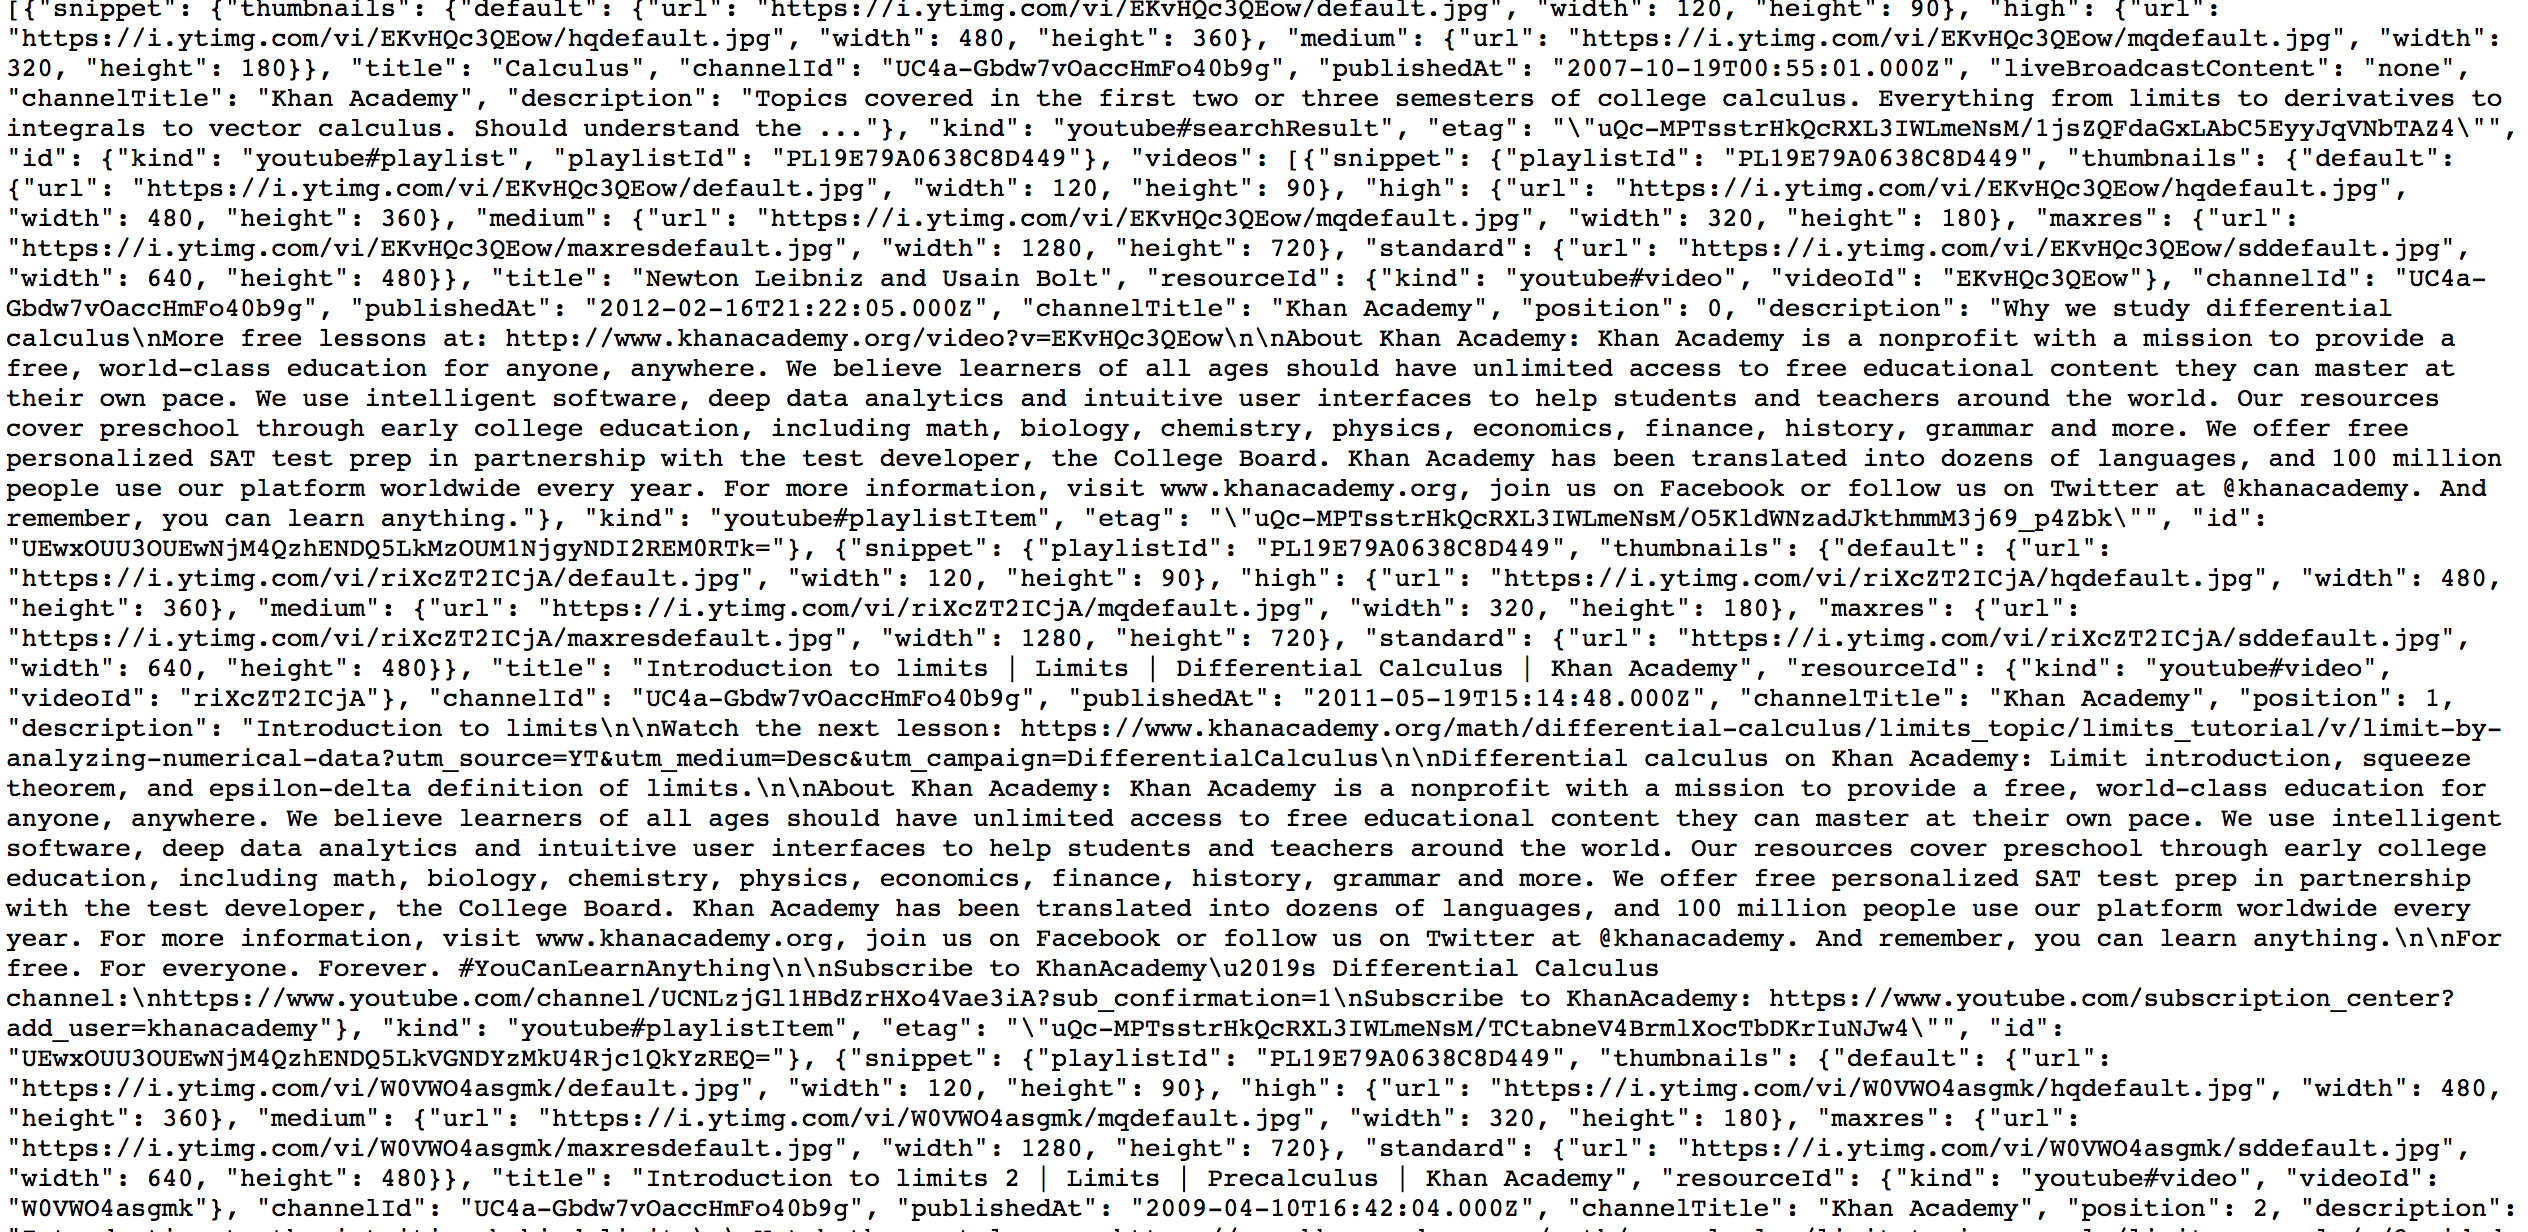 [{"snippet": {"thumbnails": {"default": {"url": "https://i.ytimg.com/vi/EKvHQc3QEow/default.jpg", "width": 120, "height": 90}, "high": {"url":
"https://i.ytimg.com/vi/EKvHQc3QEow/hqdefault.jpg", "width": 480, "height": 360}, "medium": {"url": "https://i.ytimg.com/vi/EKvHQc3QEow/mqdefault.jpg", "width":
320, "height": 180}}, "title": "Calculus", "channelId": "UC4a-Gbdw7vOaccHmFo40b9g", "publishedAt": "2007-10-19T00:55:01.000Z", "liveBroadcastContent": "none",
"channelTitle": "Khan Academy", "description": "Topics covered in the first two or three semesters of college calculus. Everything from limits to derivatives to
integrals to vector calculus. Should understand the ..."}, "kind": "youtube#searchResult", "etag": "\"uQc-MPTsstrHkQcRXL3IWLmeNsM/1jsZQFdaGxLAbC5EyyJqVNbTAZ4\"",
"id": {"kind": "youtube#playlist", "playlistId": "PL19E79A0638C8D449"}, "videos": [{"snippet": {"playlistId": "PL19E79A0638C8D449", "thumbnails": {"default":
{"url": "https://i.ytimg.com/vi/EKvHQc3QEow/default.jpg", "width": 120, "height": 90}, "high": {"url": "https://i.ytimg.com/vi/EKvHQc3QEow/hqdefault.jpg",
"width": 480, "height": 360}, "medium": {"url": "https://i.ytimg.com/vi/EKvHQc3QEow/mqdefault.jpg", "width": 320, "height": 180}, "maxres": {"url":
"https://i.ytimg.com/vi/EKvHQc3QEow/maxresdefault.jpg", "width": 1280, "height": 720}, "standard": {"url": "https://i.ytimg.com/vi/EKvHQc3QEow/sddefault.jpg",
"width": 640, "height": 480}}, "title": "Newton Leibniz and Usain Bolt", "resourceId": {"kind": "youtube#video", "videoId": "EKvHQc3QEow"}, "channelId": "UC4a-
Gbdw7vOaccHmFo40b9g", "publishedAt": "2012-02-16T21:22:05.000Z", "channelTitle": "Khan Academy", "position": 0, "description": "Why we study differential
calculus\nMore free lessons at: http://www.khanacademy.org/video?v=EKvHQc3QEow\n\nAbout Khan Academy: Khan Academy is a nonprofit with a mission to provide a
free, world-class education for anyone, anywhere. We believe learners of all ages should have unlimited access to free educational content they can master at
their own pace. We use intelligent software, deep data analytics and intuitive user interfaces to help students and teachers around the world. Our resources
cover preschool through early college education, including math, biology, chemistry, physics, economics, finance, history, grammar and more. We offer free
personalized SAT test prep in partnership with the test developer, the College Board. Khan Academy has been translated into dozens of languages, and 100 million
people use our platform worldwide every year. For more information, visit www.khanacademy.org, join us on Facebook or follow us on Twitter at @khanacademy. And
remember, you can learn anything."}, "kind": "youtube#playlistItem", "etag": "\"uQc-MPTsstrHkQcRXL3IWLmeNsM/O5KldWNzadJkthmmM3j69_p4Zbk\"", "id":
"UEwxOUU3OUEwNjM4QzhENDQ5LkMzOUM1NjgyNDI2REM0RTk="}, {"snippet": {"playlistId": "PL19E79A0638C8D449", "thumbnails": {"default": {"url":
"https://i.ytimg.com/vi/riXcZT2ICjA/default.jpg", "width": 120, "height": 90}, "high": {"url": "https://i.ytimg.com/vi/riXcZT2ICjA/hqdefault.jpg", "width": 480,
"height": 360}, "medium": {"url": "https://i.ytimg.com/vi/riXcZT2ICjA/mqdefault.jpg", "width": 320, "height": 180}, "maxres": {"url":
"https://i.ytimg.com/vi/riXcZT2ICjA/maxresdefault.jpg", "width": 1280, "height": 720}, "standard": {"url": "https://i.ytimg.com/vi/riXcZT2ICjA/sddefault.jpg",
"width": 640, "height": 480}}, "title": "Introduction to limits | Limits | Differential Calculus | Khan Academy", "resourceId": {"kind": "youtube#video",
"videoId": "riXcZT2ICjA"}, "channelId": "UC4a-Gbdw7vOaccHmFo40b9g", "publishedAt": "2011-05-19T15:14:48.000Z", "channelTitle": "Khan Academy", "position": 1,
"description": "Introduction to limits\n\nWatch the next lesson: https://www.khanacademy.org/math/differential-calculus/limits_topic/limits_tutorial/v/limit-by-
analyzing-numerical-data?utm_source=YT&utm_medium=Desc&utm_campaign=DifferentialCalculus\n\nDifferential calculus on Khan Academy: Limit introduction, squeeze
theorem, and epsilon-delta definition of limits.\n\nAbout Khan Academy: Khan Academy is a nonprofit with a mission to provide a free, world-class education for
anyone, anywhere. We believe learners of all ages should have unlimited access to free educational content they can master at their own pace. We use intelligent
software, deep data analytics and intuitive user interfaces to help students and teachers around the world. Our resources cover preschool through early college
education, including math, biology, chemistry, physics, economics, finance, history, grammar and more. We offer free personalized SAT test prep in partnership
with the test developer, the College Board. Khan Academy has been translated into dozens of languages, and 100 million people use our platform worldwide every
year. For more information, visit www.khanacademy.org, join us on Facebook or follow us on Twitter at @khanacademy. And remember, you can learn anything.\n\nFor
free. For everyone. Forever. #YouCanLearnAnything\n\nSubscribe to KhanAcademy\u2019s Differential Calculus
channel:\nhttps://www.youtube.com/channel/UCNLzjGl1HBdZrHXo4Vae3iA?sub_confirmation=1\nSubscribe to KhanAcademy: https://www.youtube.com/subscription_center?
add_user=khanacademy"}, "kind": "youtube#playlistItem", "etag": "\"uQc-MPTsstrHkQcRXL3IWLmeNsM/TCtabneV4BrmlXocTbDKrIuNJw4\"", "id":
"UEwxOUU3OUEwNjM4QzhENDQ5LkVGNDYzMkU4Rjc1QkYzREQ="}, {"snippet": {"playlistId": "PL19E79A0638C8D449", "thumbnails": {"default": {"url":
"https://i.ytimg.com/vi/W0VWO4asgmk/default.jpg", "width": 120, "height": 90}, "high": {"url": "https://i.ytimg.com/vi/W0VWO4asgmk/hqdefault.jpg", "width": 480,
"height": 360}, "medium": {"url": "https://i.ytimg.com/vi/W0VWO4asgmk/mqdefault.jpg", "width": 320, "height": 180}, "maxres": {"url":
"https://i.ytimg.com/vi/W0VWO4asgmk/maxresdefault.jpg", "width": 1280, "height": 720}, "standard": {"url": "https://i.ytimg.com/vi/W0VWO4asgmk/sddefault.jpg",
"width": 640, "height": 480}}, "title": "Introduction to limits 2 | Limits | Precalculus | Khan Academy", "resourceId": {"kind": "youtube#video", "videoId":
"W0VWO4asgmk"}, "channelId": "UC4a-Gbdw7vOaccHmFo40b9g", "publishedAt": "2009-04-10T16:42:04.000Z", "channelTitle": "Khan Academy", "position": 2, "description":